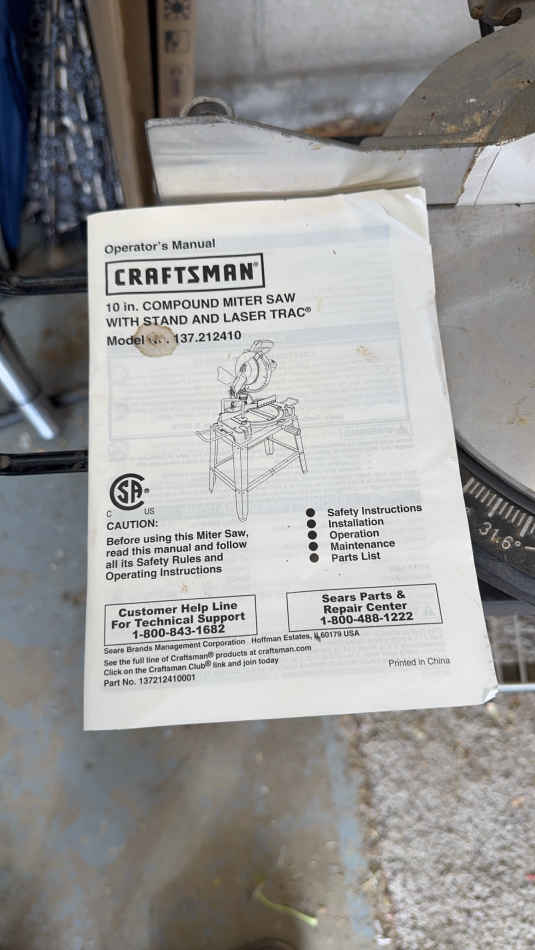 Operator's Manual
CRAFTSMAN®
10 in. COMPOUND MITER SAW
WITH STAND AND LASER TRAC®
Model 137.212410
SA®
C US
CAUTION:
Before using this Miter Saw,
read this manual and follow
all its Safety Rules and
Operating Instructions
● Safety Instructions
● Installation
● Operation
● Maintenance
● Parts List
Customer Help Line
For Technical Support
1-800-843-1682
Sears Parts &
Repair Center
1-800-488-1222
Sears Brands Management Corporation Hoffman Estates, IL 60179 USA
See the full line of Craftsman® products at craftsman.com
Click on the Craftsman Club® link and join today
Part No. 137212410001
Printed in China
31.6°